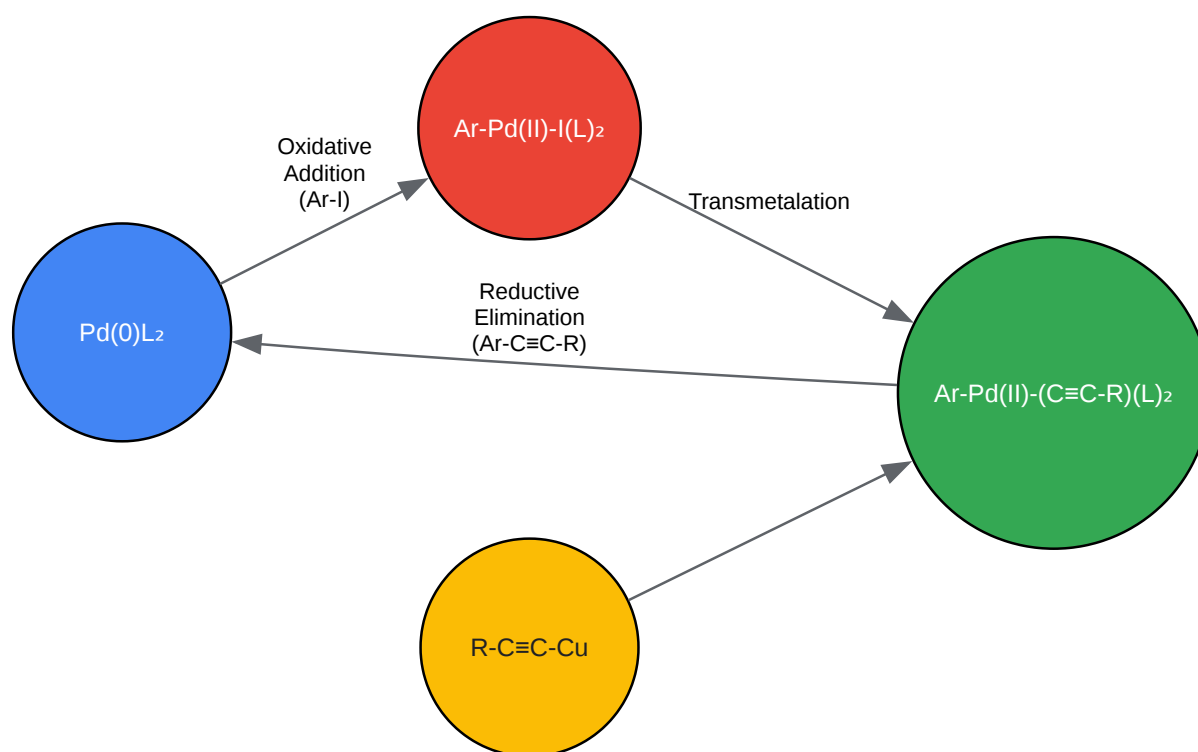 Ar-Pd(II)-I(L)₂
Oxidative
Addition
(Ar-I)
Transmetalation
Reductive
Elimination
(Ar-C≡C-R)
Pd(0)L₂
Ar-Pd(II)-(C≡C-R)(L)₂
R-C≡C-Cu